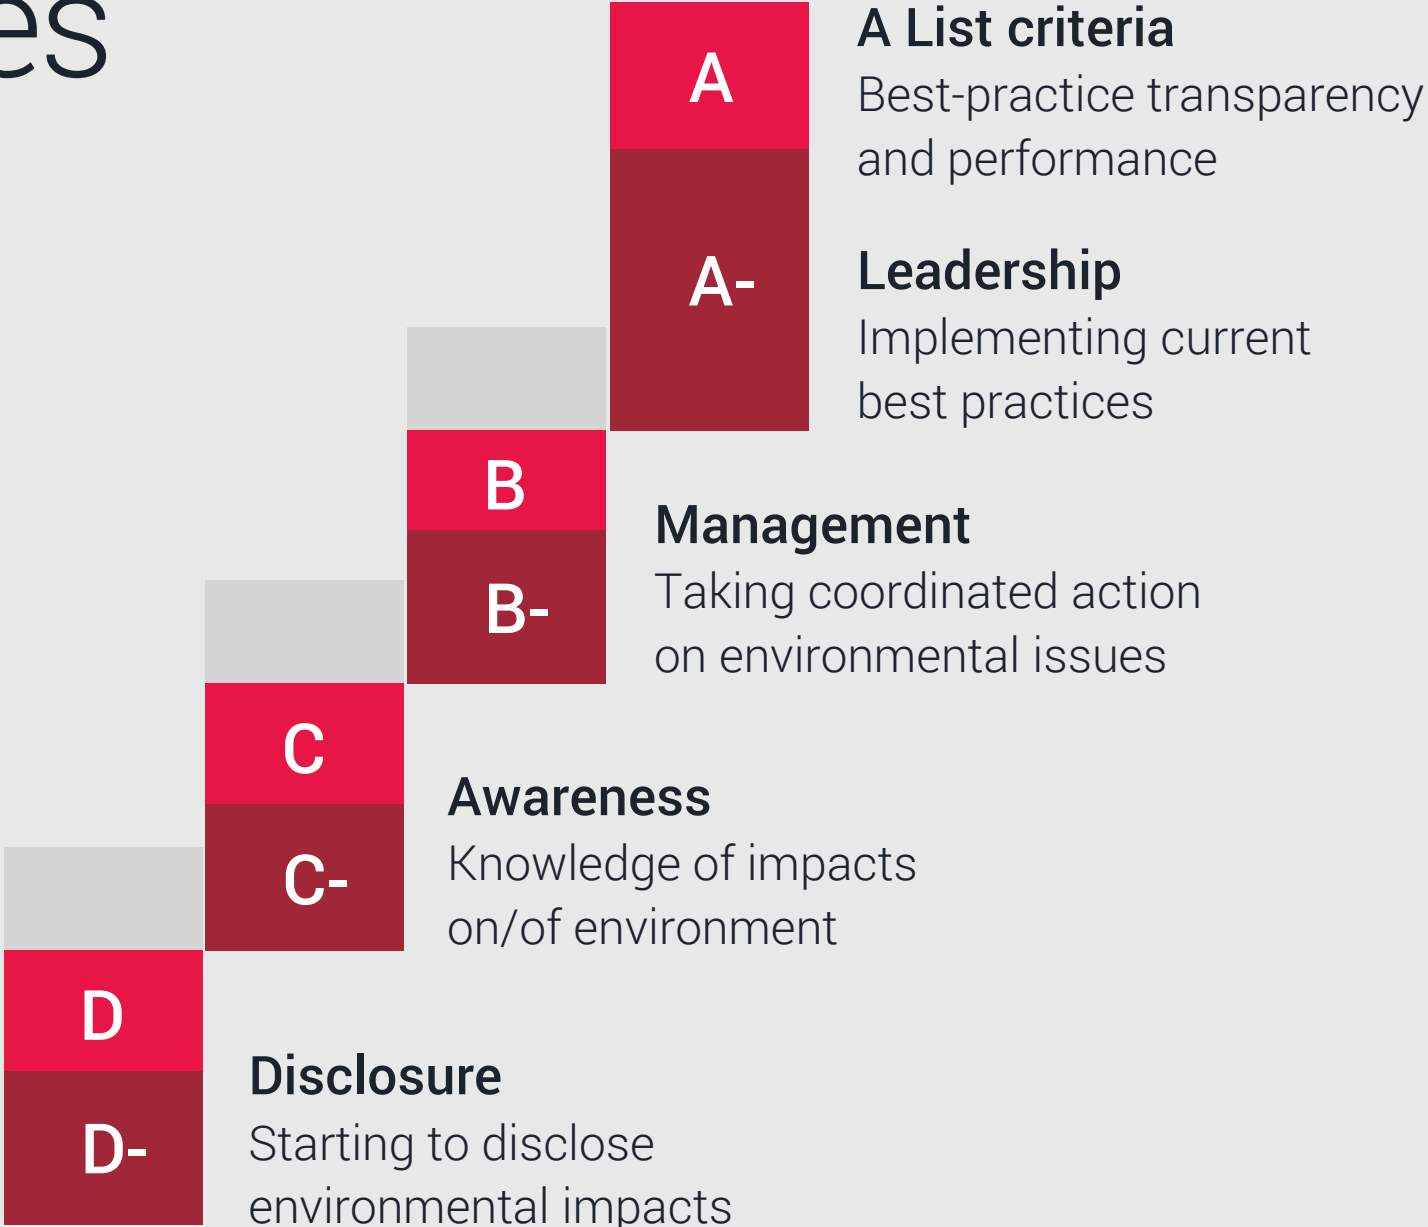 es
A
A List criteria
Best-practice transparency
and performance
A-
Leadership
Implementing current
best practices
B
B-
Management
Taking coordinated action
on environmental issues
C
C-
Awareness
Knowledge of impacts
on/of environment
D
D-
Disclosure
Starting to disclose
environmental impacts